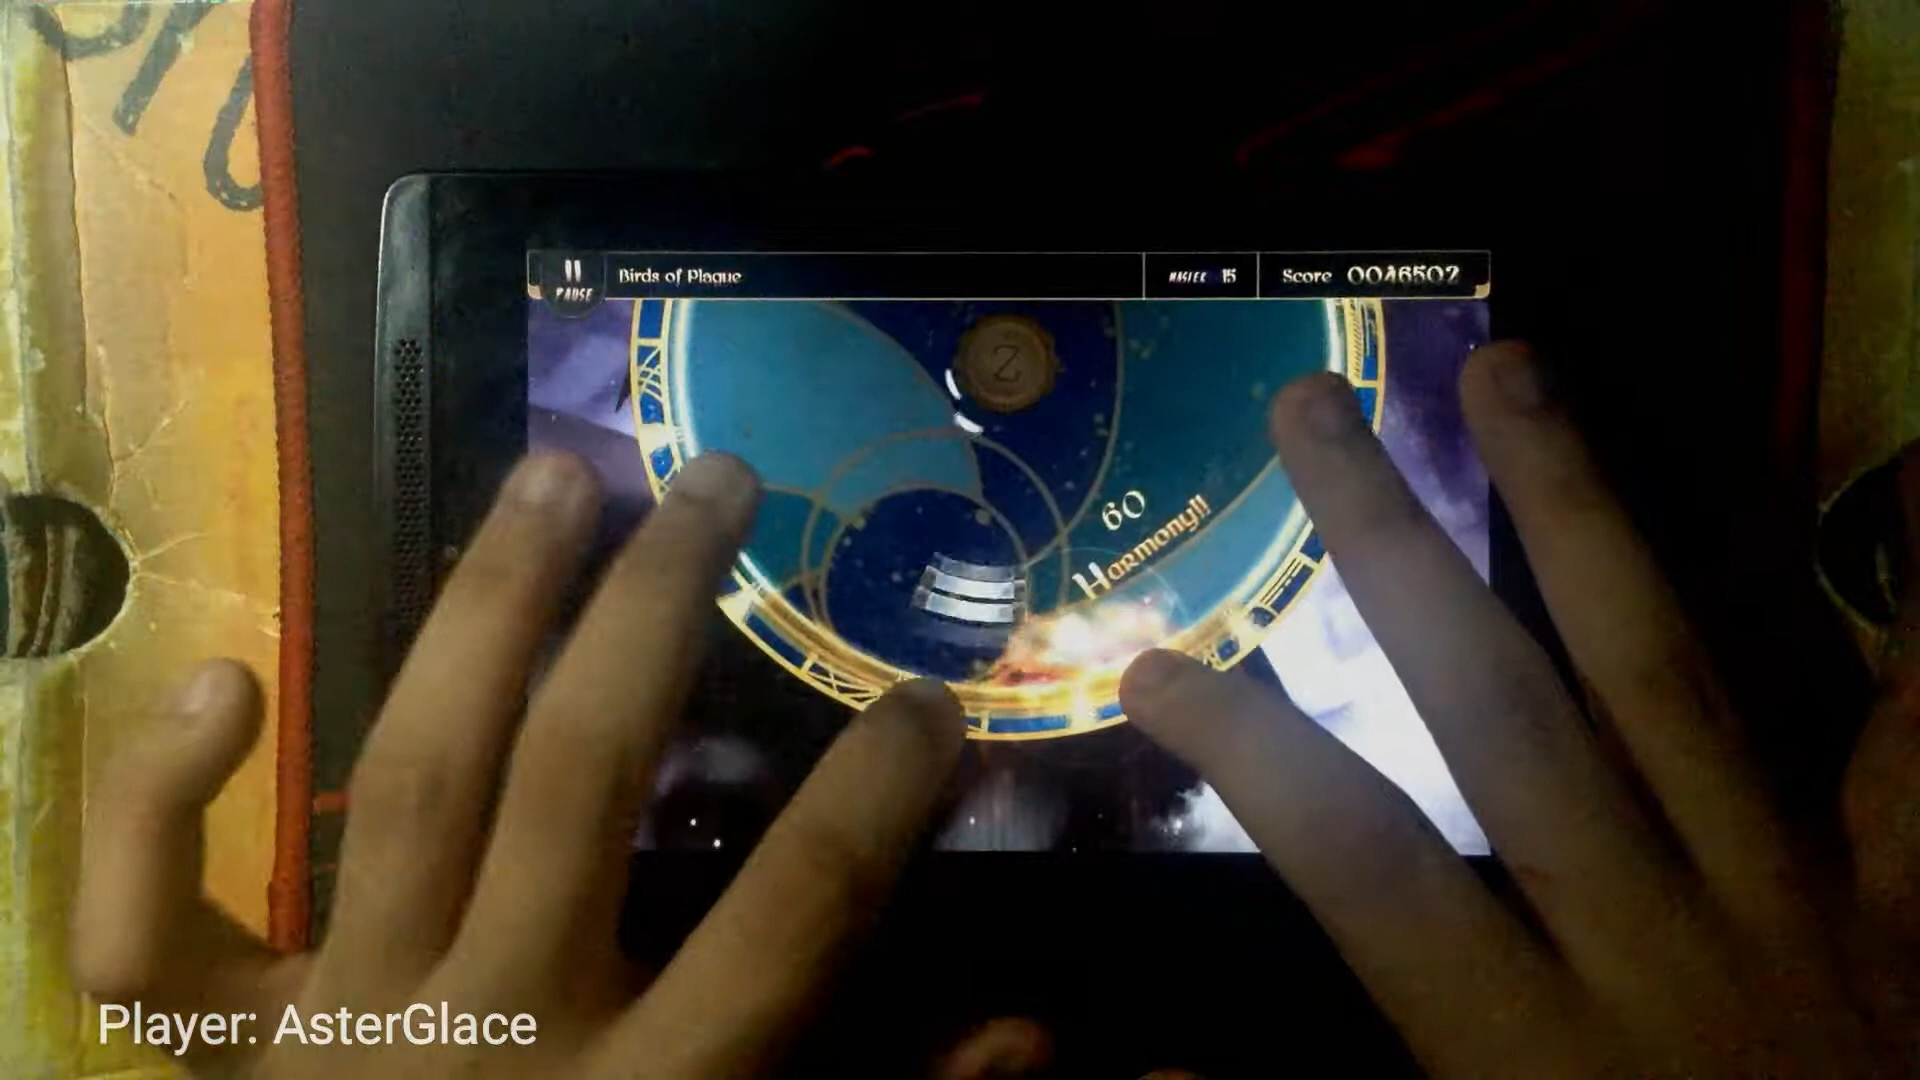 PAUSE
Birds of Plague
MASTER 15
Score 0046502
60
Harmony!!
Z
Player: AsterGlace